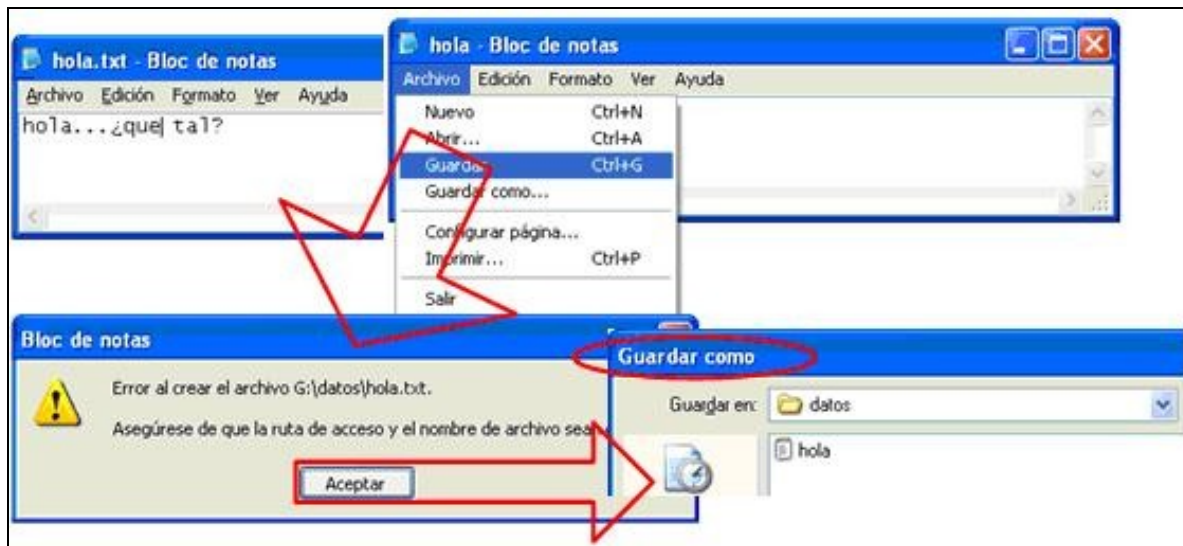 hola.txt - Bloc de notas
Archivo Edición Formato Ver Ayuda
hola...¿que tal?
hola - Bloc de notas
Archivo Edición Formato Ver Ayuda
Nuevo Ctrl+N
Abrir... Ctrl+A
Guardar Ctrl+G
Guardar como...
Configurar página...
Imprimir... Ctrl+P
Salir
Bloc de notas
Error al crear el archivo G:\datos\hola.txt.
Asegúrese de que la ruta de acceso y el nombre de archivo sea
Aceptar
Guardar como
Guardar en: datos
hola